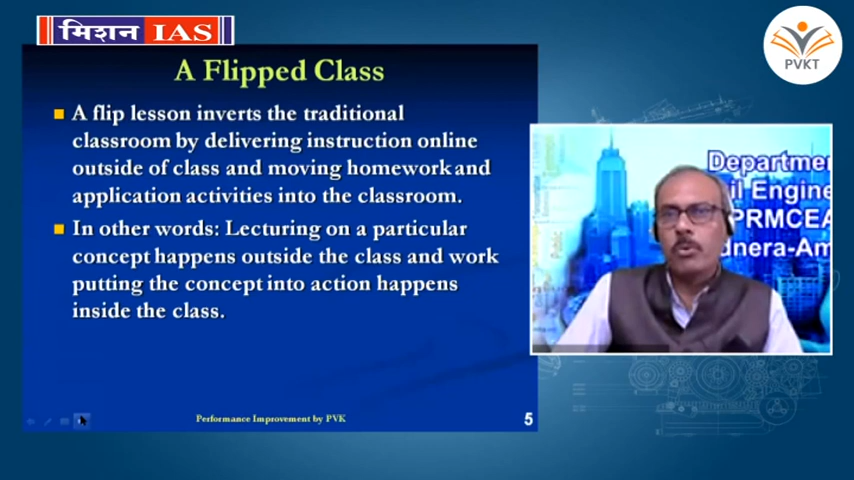 मिशन IAS
PVKT
A Flipped Class
A flip lesson inverts the traditional
classroom by delivering instruction online
outside of class and moving homework and
application activities into the classroom.
In other words: Lecturing on a particular
concept happens outside the class and work
putting the concept into action happens
inside the class.
Performance Improvement by PVK
5
Departmen
il Engine
PRMCEA
dnera-Am